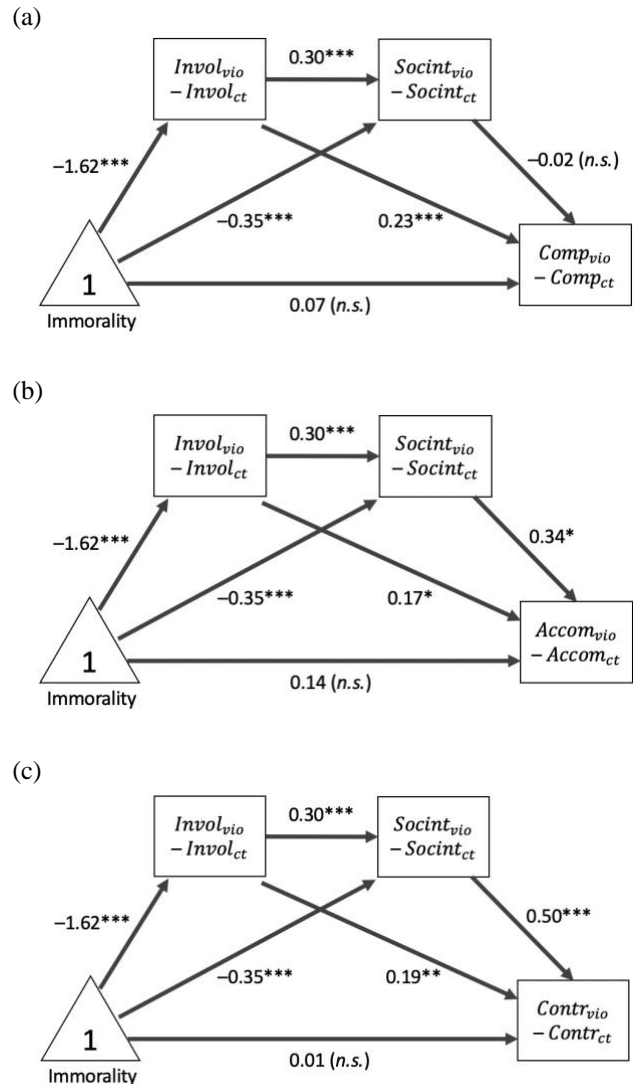 (a)
0.30***
Invol_vio
– Invol_ct
Socint_vio
– Socint_ct
–1.62***
–0.02 (n.s.)
–0.35***
0.23***
Comp_vio
– Comp_ct
1
0.07 (n.s.)
Immorality
(b)
0.30***
Invol_vio
– Invol_ct
Socint_vio
– Socint_ct
–1.62***
0.34*
–0.35***
0.17*
Accom_vio
– Accom_ct
1
0.14 (n.s.)
Immorality
(c)
0.30***
Invol_vio
– Invol_ct
Socint_vio
– Socint_ct
–1.62***
0.50***
–0.35***
0.19**
Contr_vio
– Contr_ct
1
0.01 (n.s.)
Immorality